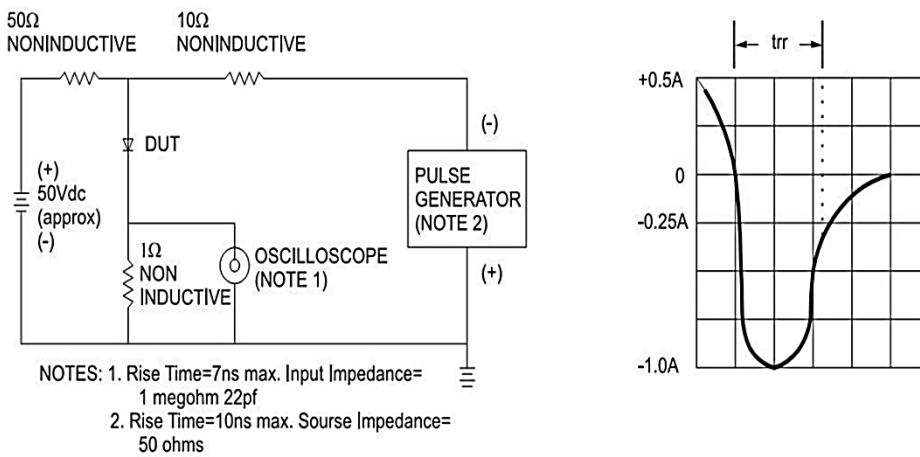 50Ω
NONINDUCTIVE
10Ω
NONINDUCTIVE
DUT
(+)
50Vdc
(approx)
(-)
1Ω
NON
INDUCTIVE
OSCILLOSCOPE
(NOTE 1)
(-)
PULSE
GENERATOR
(NOTE 2)
(+)
NOTES: 1. Rise Time=7ns max. Input Impedance=
1 megohm 22pf
2. Rise Time=10ns max. Sourse Impedance=
50 ohms
trr
+0.5A
0
-0.25A
-1.0A